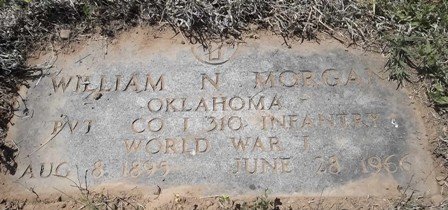 WILLIAM N MORGAN
OKLAHOMA
PVT CO I 310 INFANTRY
WORLD WAR I
AUG 8 1895 JUNE 28 1966